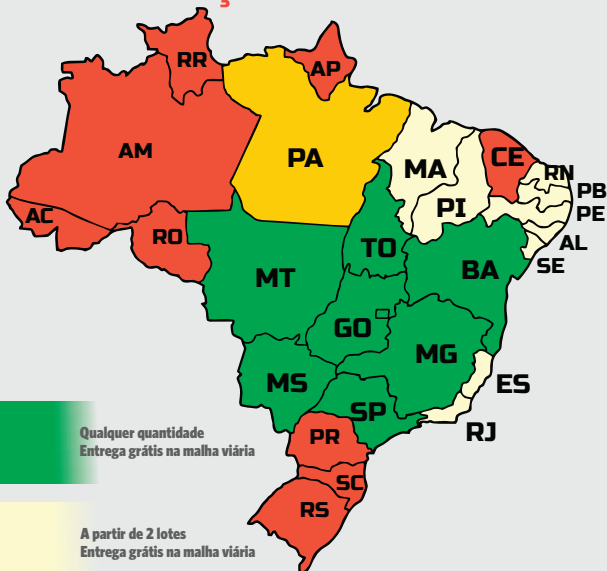 RR
AP
AM
PA
MA
CE
RN
PB
PI
PE
AC
RO
TO
AL
SE
MT
BA
GO
MG
MS
ES
SP
RJ
PR
SC
RS
Qualquer quantidade
Entrega grátis na malha viária
A partir de 2 lotes
Entrega grátis na malha viária